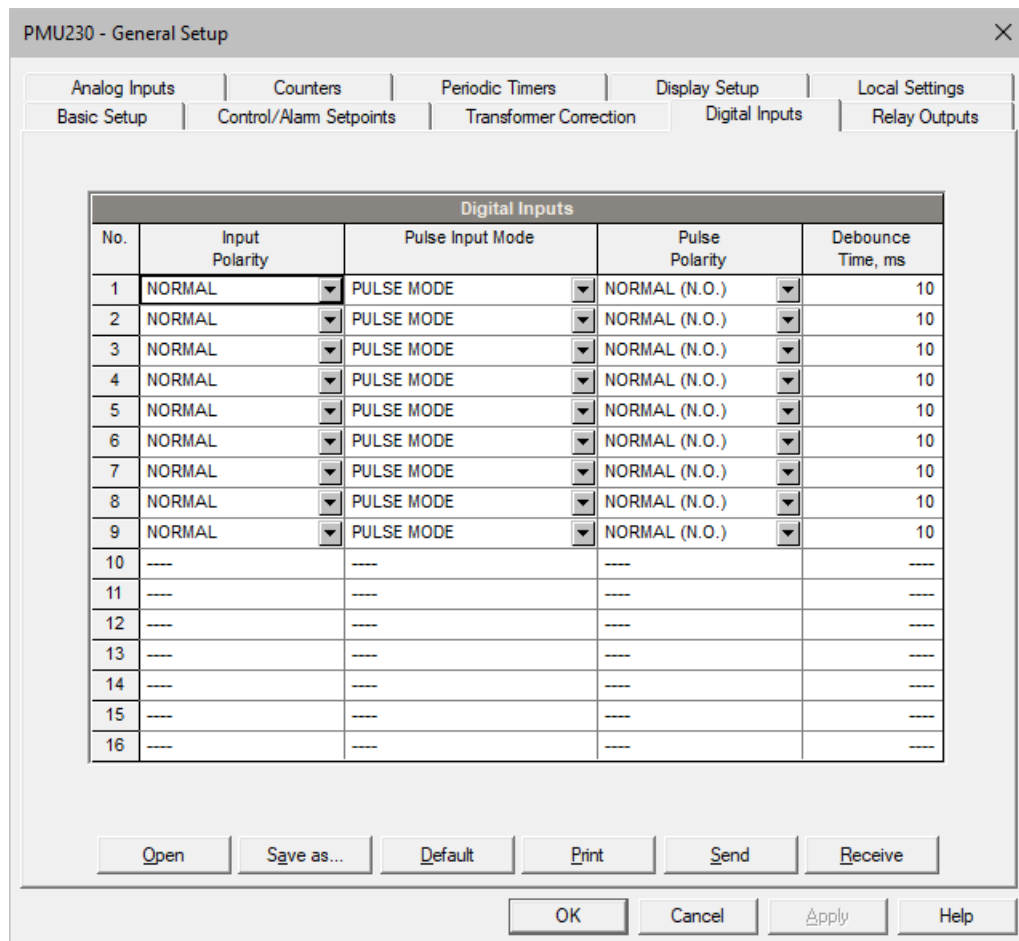 PMU230 - General Setup
Analog Inputs Counters Periodic Timers Display Setup Local Settings
Basic Setup Control/Alarm Setpoints Transformer Correction Digital Inputs Relay Outputs
Digital Inputs
No. Input Polarity Pulse Input Mode Pulse Polarity Debounce Time, ms
1 NORMAL PULSE MODE NORMAL (N.O.) 10
2 NORMAL PULSE MODE NORMAL (N.O.) 10
3 NORMAL PULSE MODE NORMAL (N.O.) 10
4 NORMAL PULSE MODE NORMAL (N.O.) 10
5 NORMAL PULSE MODE NORMAL (N.O.) 10
6 NORMAL PULSE MODE NORMAL (N.O.) 10
7 NORMAL PULSE MODE NORMAL (N.O.) 10
8 NORMAL PULSE MODE NORMAL (N.O.) 10
9 NORMAL PULSE MODE NORMAL (N.O.) 10
10 ---- ---- ---- ----
11 ---- ---- ---- ----
12 ---- ---- ---- ----
13 ---- ---- ---- ----
14 ---- ---- ---- ----
15 ---- ---- ---- ----
16 ---- ---- ---- ----
Open Save as... Default Print Send Receive
OK Cancel Apply Help